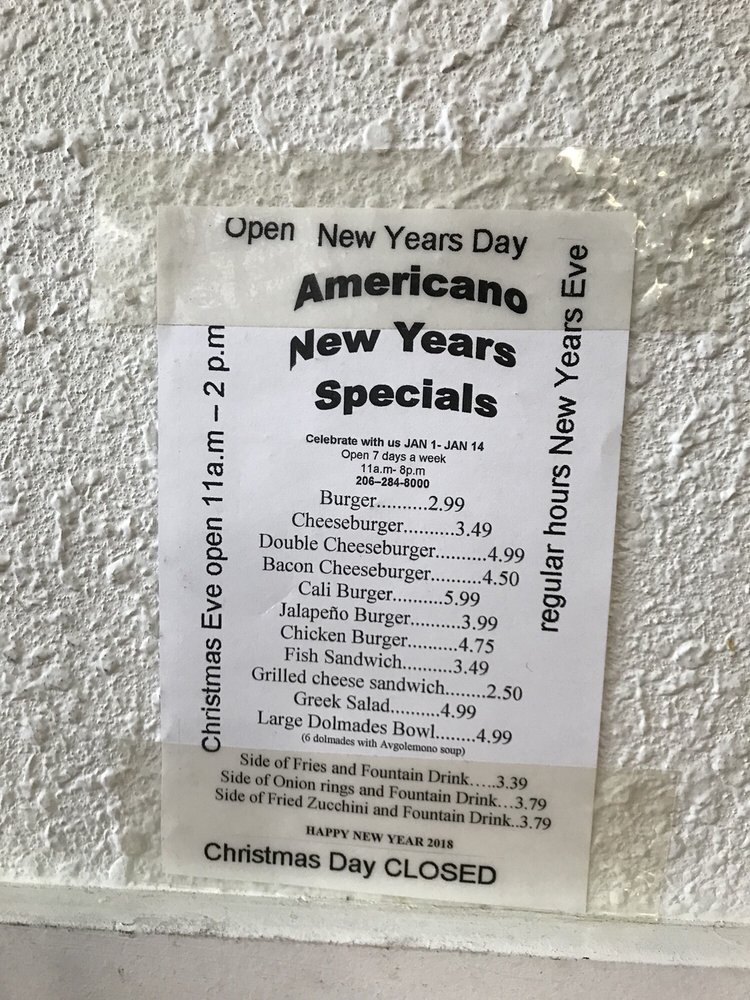 Open New Years Day
Americano
New Years
Specials
Celebrate with us JAN 1- JAN 14
Open 7 days a week
11a.m- 8p.m
206–284-8000
Burger..........2.99
Cheeseburger..........3.49
Double Cheeseburger..........4.99
Bacon Cheeseburger..........4.50
Cali Burger..........5.99
Jalapeño Burger..........3.99
Chicken Burger..........4.75
Fish Sandwich..........3.49
Grilled cheese sandwich........2.50
Greek Salad..........4.99
Large Dolmades Bowl........4.99
(6 dolmades with Avgolemono soup)
Side of Fries and Fountain Drink…..3.39
Side of Onion rings and Fountain Drink…3.79
Side of Fried Zucchini and Fountain Drink..3.79
HAPPY NEW YEAR 2018
Christmas Day CLOSED
Christmas Eve open 11a.m – 2 p.m
regular hours New Years Eve